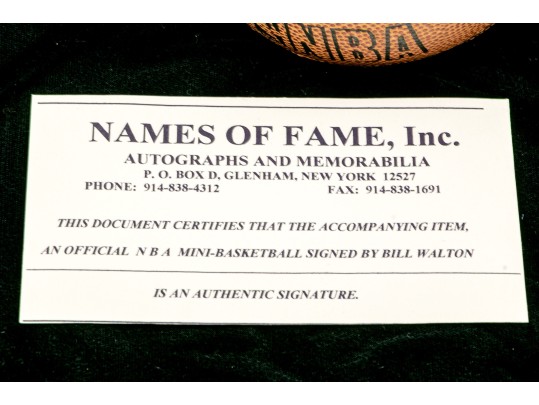 NBA
NAMES OF FAME, Inc.
AUTOGRAPHS AND MEMORABILIA
P. O. BOX D, GLENHAM, NEW YORK 12527
PHONE: 914-838-4312 FAX: 914-838-1691
THIS DOCUMENT CERTIFIES THAT THE ACCOMPANYING ITEM,
AN OFFICIAL N B A MINI-BASKETBALL SIGNED BY BILL WALTON
IS AN AUTHENTIC SIGNATURE.